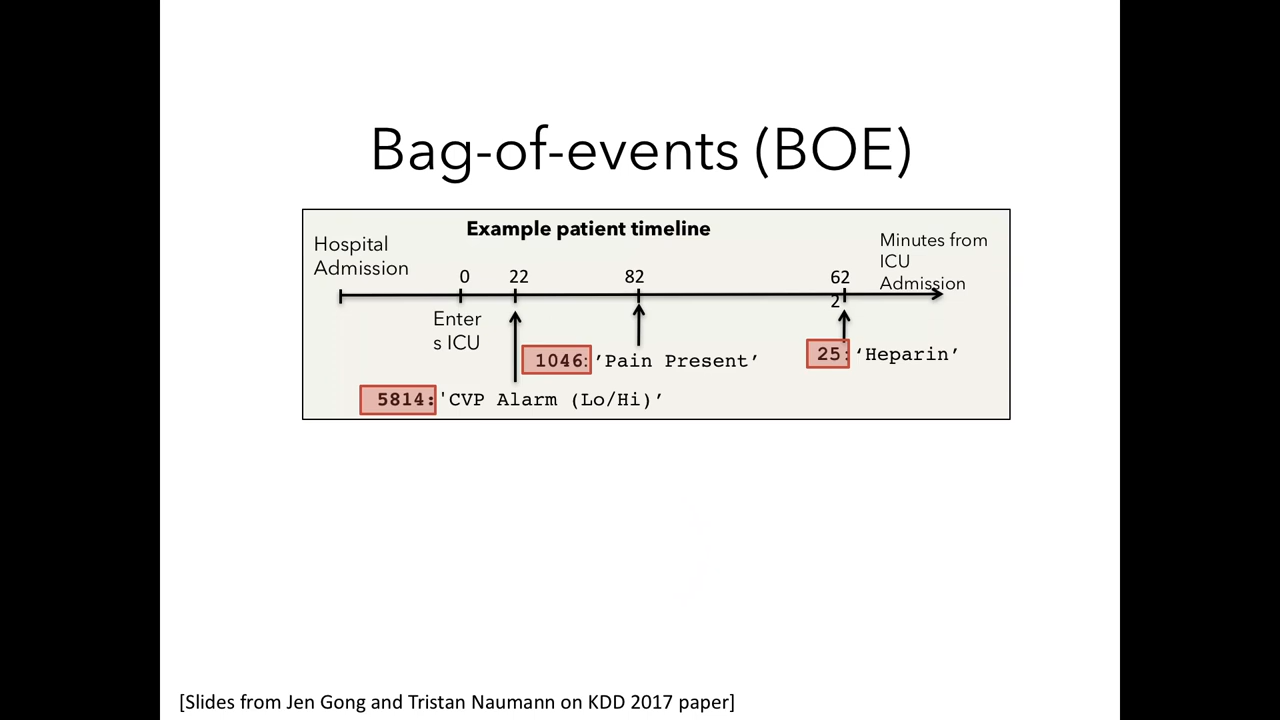 Bag-of-events (BOE)
Example patient timeline
Hospital
Admission
Minutes from
ICU
Admission
0
22
82
62
2
Enter
s ICU
1046:’Pain Present’
25:‘Heparin’
5814:'CVP Alarm (Lo/Hi)’
[Slides from Jen Gong and Tristan Naumann on KDD 2017 paper]